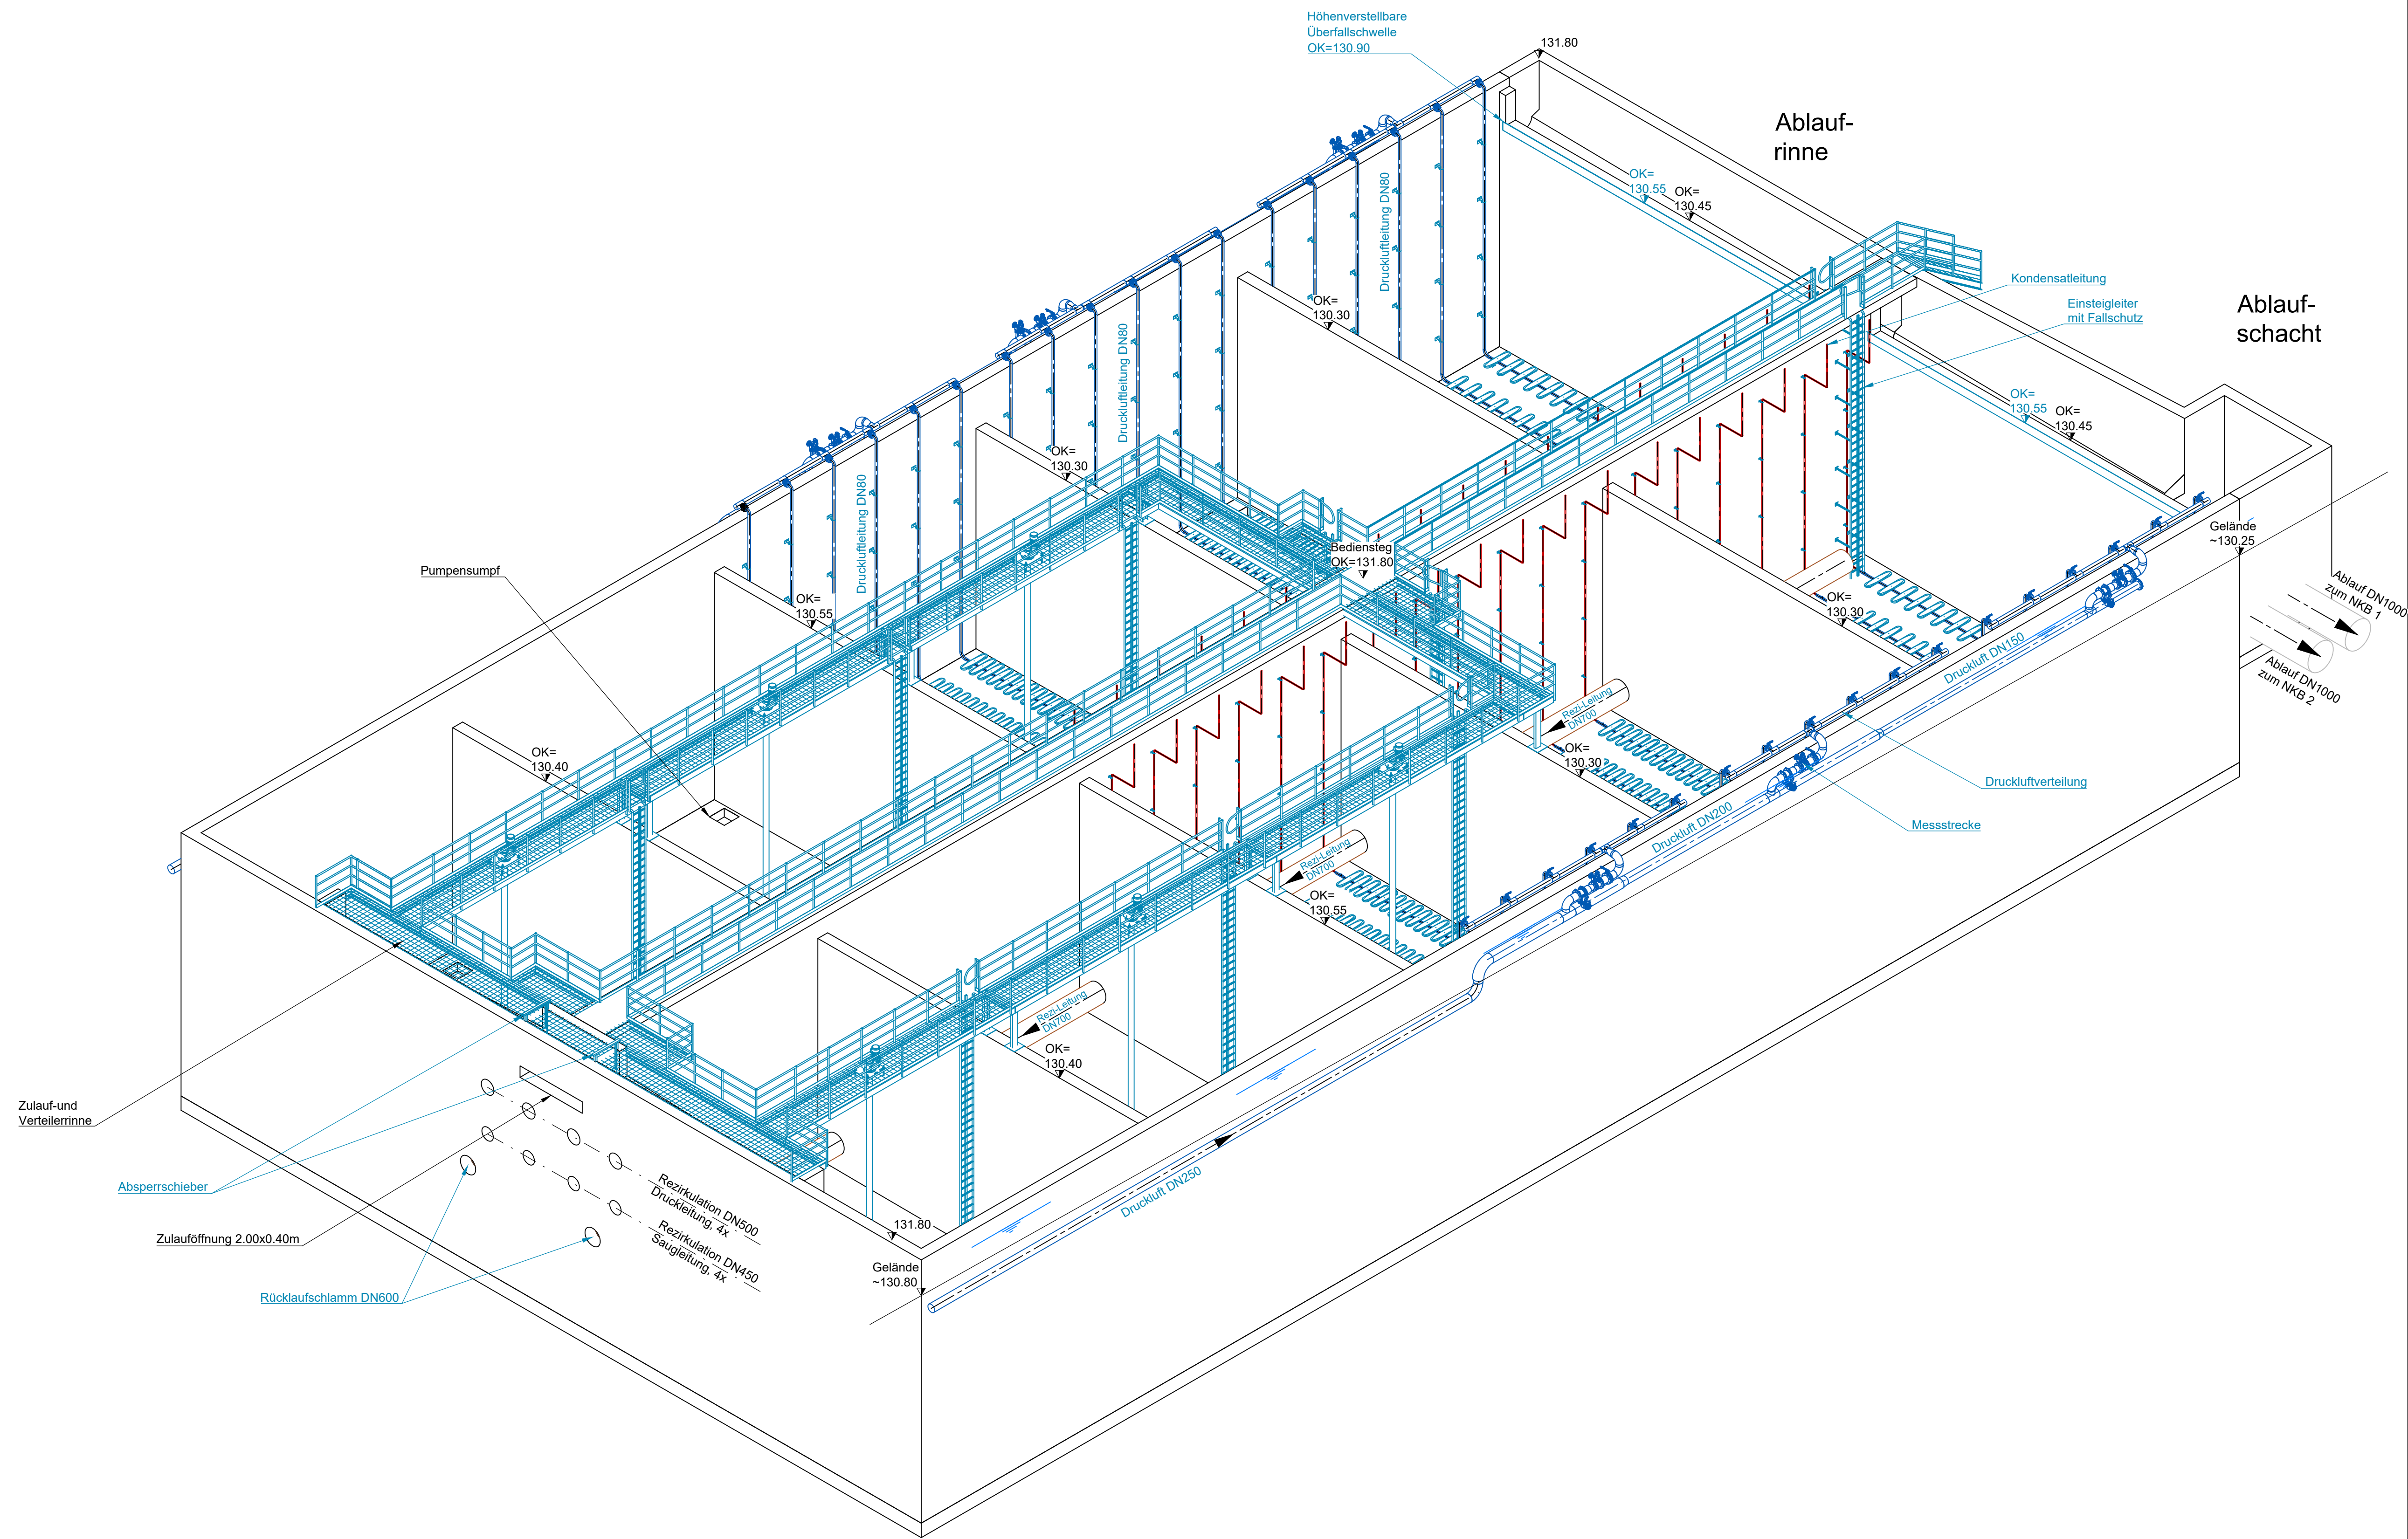 Höhenverstellbare
Überfallschwelle
OK=130.90
131.80
Ablauf-
rinne
OK=
130.55
OK=
130.45
Druckluftleitung DN80
Kondensatleitung
Einsteigleiter
mit Fallschutz
Ablauf-
schacht
OK=
130.30
Druckluftleitung DN80
OK=
130.55
OK=
130.45
OK=
130.30
Druckluftleitung DN80
Gelände
~130.25
Bediensteg
OK=131.80
Pumpensumpf
OK=
130.55
OK=
130.30
Ablauf DN1000
zum NKB 1
Ablauf DN1000
zum NKB 2
Druckluft DN150
Rezi-Leitung
DN700
OK=
130.40
OK=
130.30
Druckluftverteilung
Messstrecke
Druckluft DN200
Rezi-Leitung
DN700
OK=
130.55
Rezi-Leitung
DN700
OK=
130.40
Zulauf-und
Verteilerrinne
Absperrschieber
Zulauföffnung 2.00x0.40m
Rücklaufschlamm DN600
Rezirkulation DN500
Druckleitung, 4x
Rezirkulation DN450
Saugleitung, 4x
Druckluft DN250
131.80
Gelände
~130.80